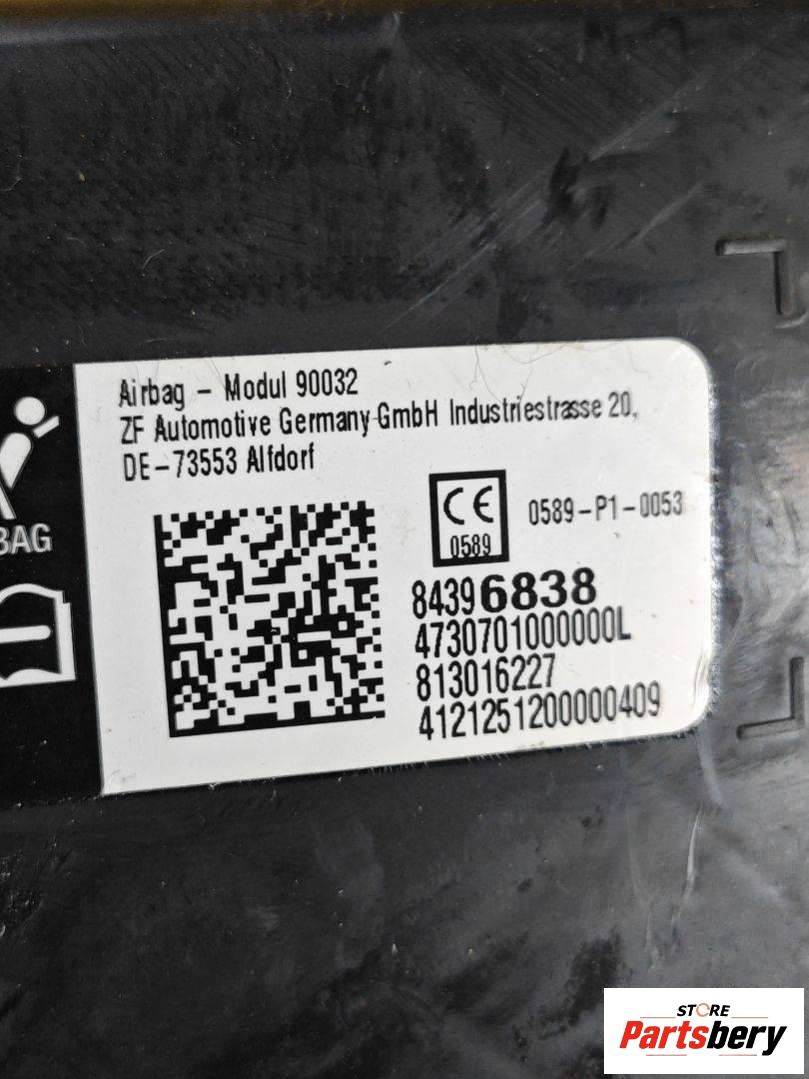 Airbag - Modul 90032
ZF Automotive Germany GmbH Industriestrasse 20,
DE-73553 Alfdorf
BAG
CE
0589
0589-P1-0053
84396838
4730701000000L
813016227
4121251200000409
STORE
Partsbery